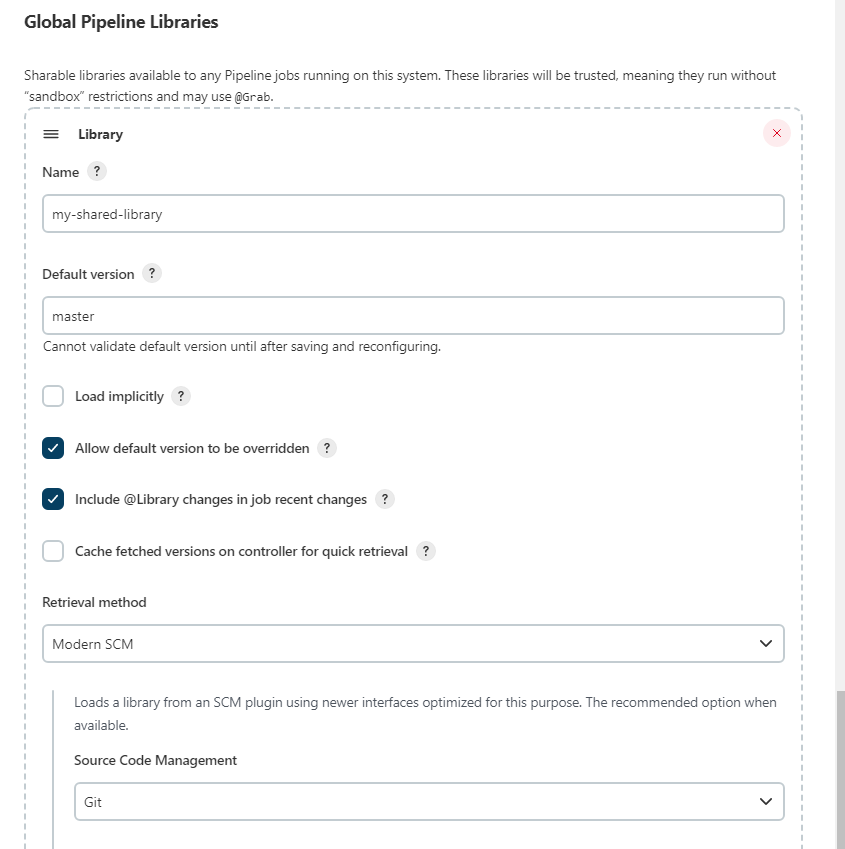 Global Pipeline Libraries
Sharable libraries available to any Pipeline jobs running on this system. These libraries will be trusted, meaning they run without
“sandbox” restrictions and may use @Grab.
Library
Name ?
my-shared-library
Default version ?
master
Cannot validate default version until after saving and reconfiguring.
Load implicitly ?
Allow default version to be overridden ?
Include @Library changes in job recent changes ?
Cache fetched versions on controller for quick retrieval ?
Retrieval method
Modern SCM
Loads a library from an SCM plugin using newer interfaces optimized for this purpose. The recommended option when
available.
Source Code Management
Git